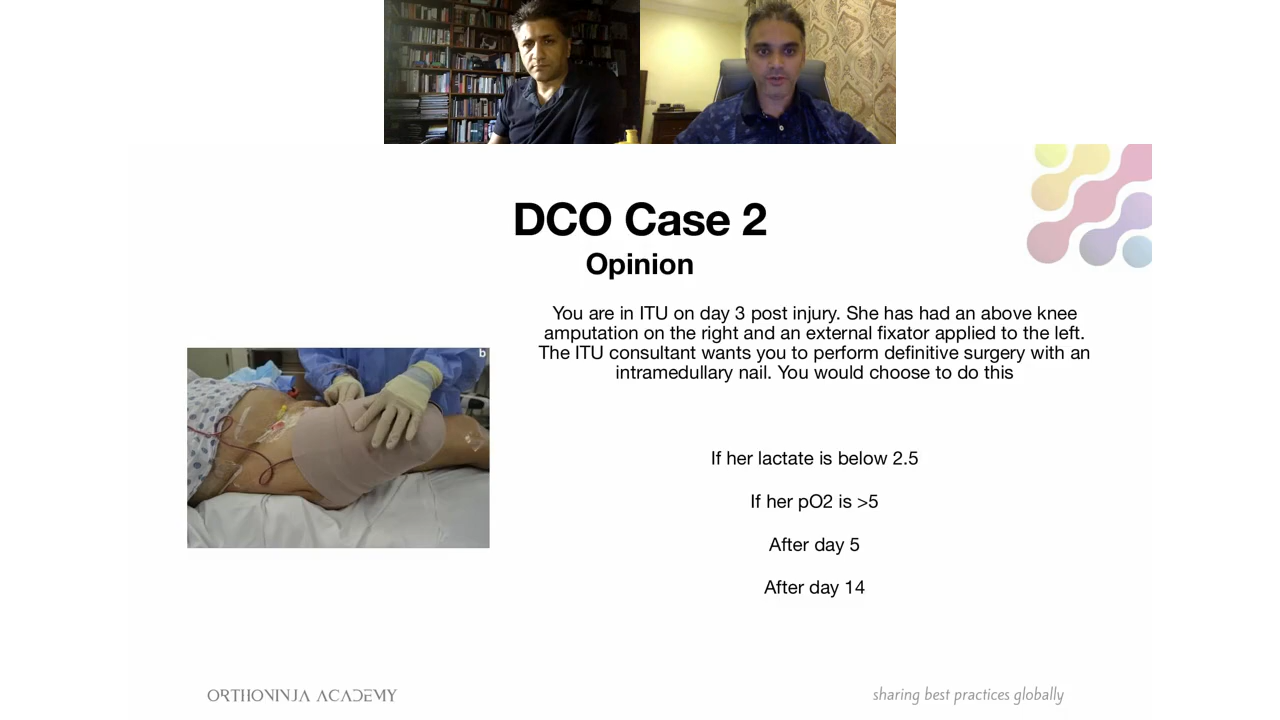 DCO Case 2
Opinion
You are in ITU on day 3 post injury. She has had an above knee
amputation on the right and an external fixator applied to the left.
The ITU consultant wants you to perform definitive surgery with an
intramedullary nail. You would choose to do this
b
If her lactate is below 2.5
If her pO2 is >5
After day 5
After day 14
ORTHONINJA ACADEMY
sharing best practices globally